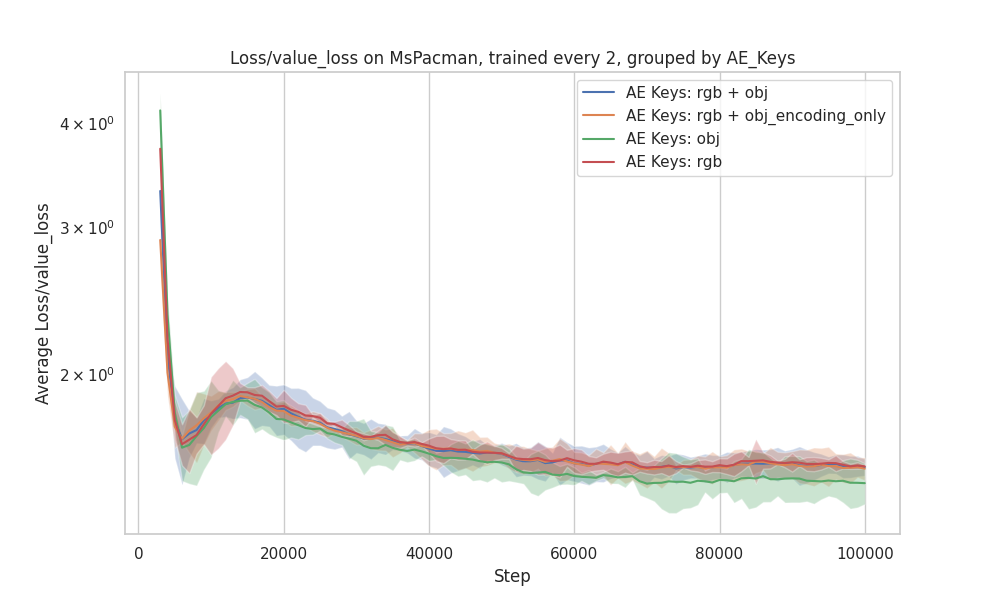 Loss/value_loss on MsPacman, trained every 2, grouped by AE_Keys
AE Keys: rgb + obj
AE Keys: rgb + obj_encoding_only
AE Keys: obj
AE Keys: rgb
4 × 10⁰
3 × 10⁰
2 × 10⁰
Average Loss/value_loss
0 20000 40000 60000 80000 100000
Step